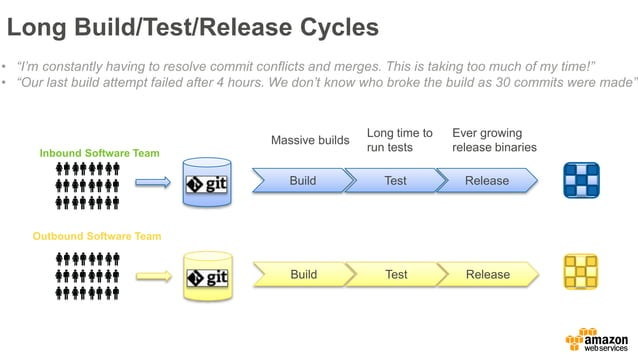 Long Build/Test/Release Cycles
• “I’m constantly having to resolve commit conflicts and merges. This is taking too much of my time!”
• “Our last build attempt failed after 4 hours. We don’t know who broke the build as 30 commits were made”
Massive builds
Long time to
run tests
Ever growing
release binaries
Inbound Software Team
git
Build
Test
Release
Outbound Software Team
git
Build
Test
Release
amazon
webservices